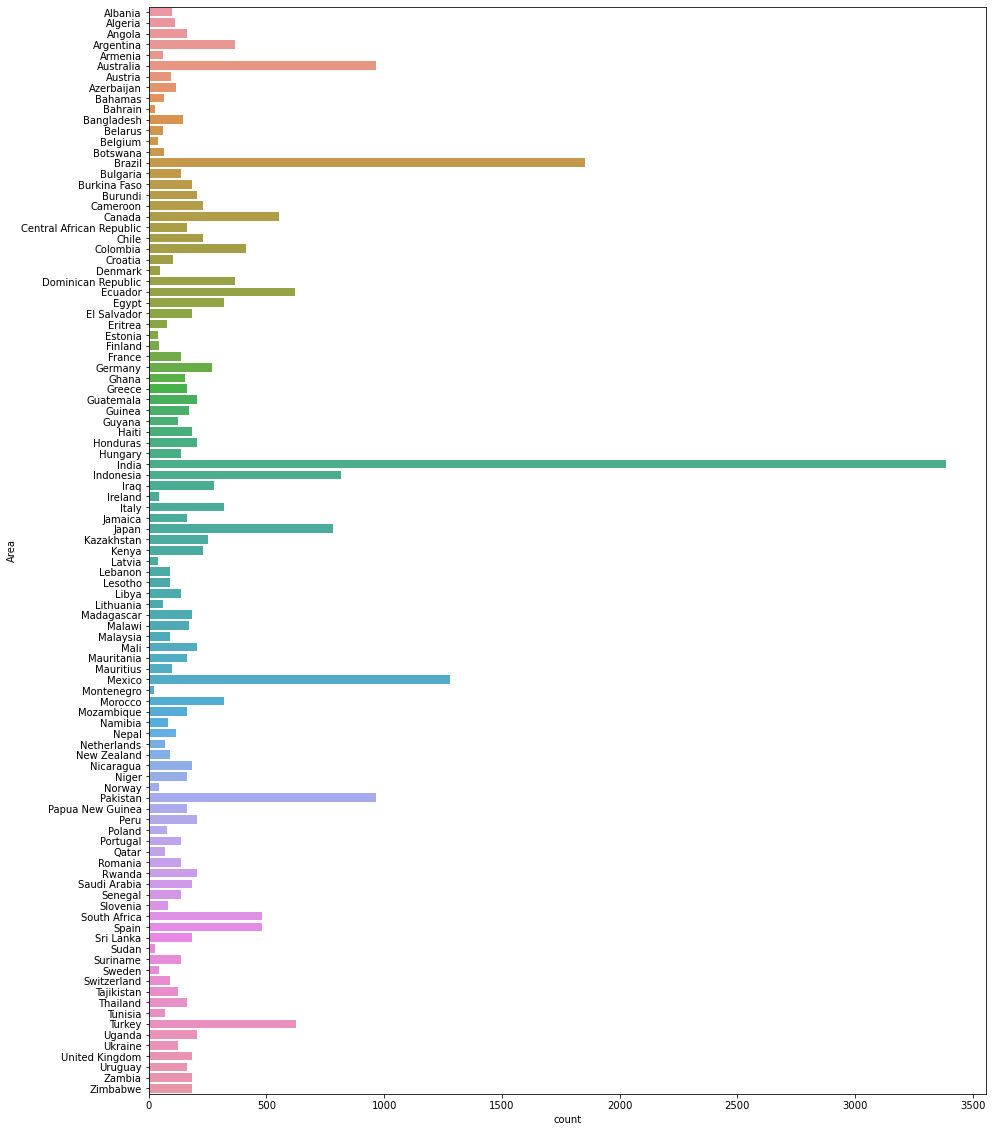 Albania
Algeria
Angola
Argentina
Armenia
Australia
Austria
Azerbaijan
Bahamas
Bahrain
Bangladesh
Belarus
Belgium
Botswana
Brazil
Bulgaria
Burkina Faso
Burundi
Cameroon
Canada
Central African Republic
Chile
Colombia
Croatia
Denmark
Dominican Republic
Ecuador
Egypt
El Salvador
Eritrea
Estonia
Finland
France
Germany
Ghana
Greece
Guatemala
Guinea
Guyana
Haiti
Honduras
Hungary
India
Indonesia
Iraq
Ireland
Italy
Jamaica
Japan
Kazakhstan
Kenya
Latvia
Lebanon
Lesotho
Libya
Lithuania
Madagascar
Malawi
Malaysia
Mali
Mauritania
Mauritius
Mexico
Montenegro
Morocco
Mozambique
Namibia
Nepal
Netherlands
New Zealand
Nicaragua
Niger
Norway
Pakistan
Papua New Guinea
Peru
Poland
Portugal
Qatar
Romania
Rwanda
Saudi Arabia
Senegal
Slovenia
South Africa
Spain
Sri Lanka
Sudan
Suriname
Sweden
Switzerland
Tajikistan
Thailand
Tunisia
Turkey
Uganda
Ukraine
United Kingdom
Uruguay
Zambia
Zimbabwe
Area
0 500 1000 1500 2000 2500 3000 3500
count